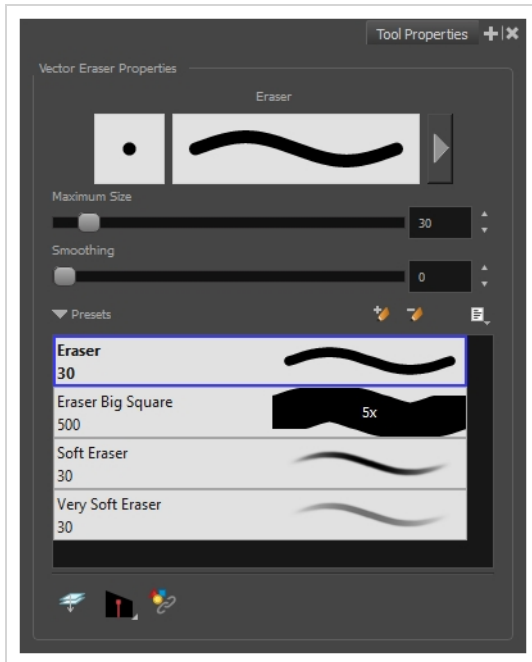 Tool Properties
Vector Eraser Properties
Eraser
Maximum Size
30
Smoothing
0
Presets
Eraser
30
Eraser Big Square
500
5x
Soft Eraser
30
Very Soft Eraser
30